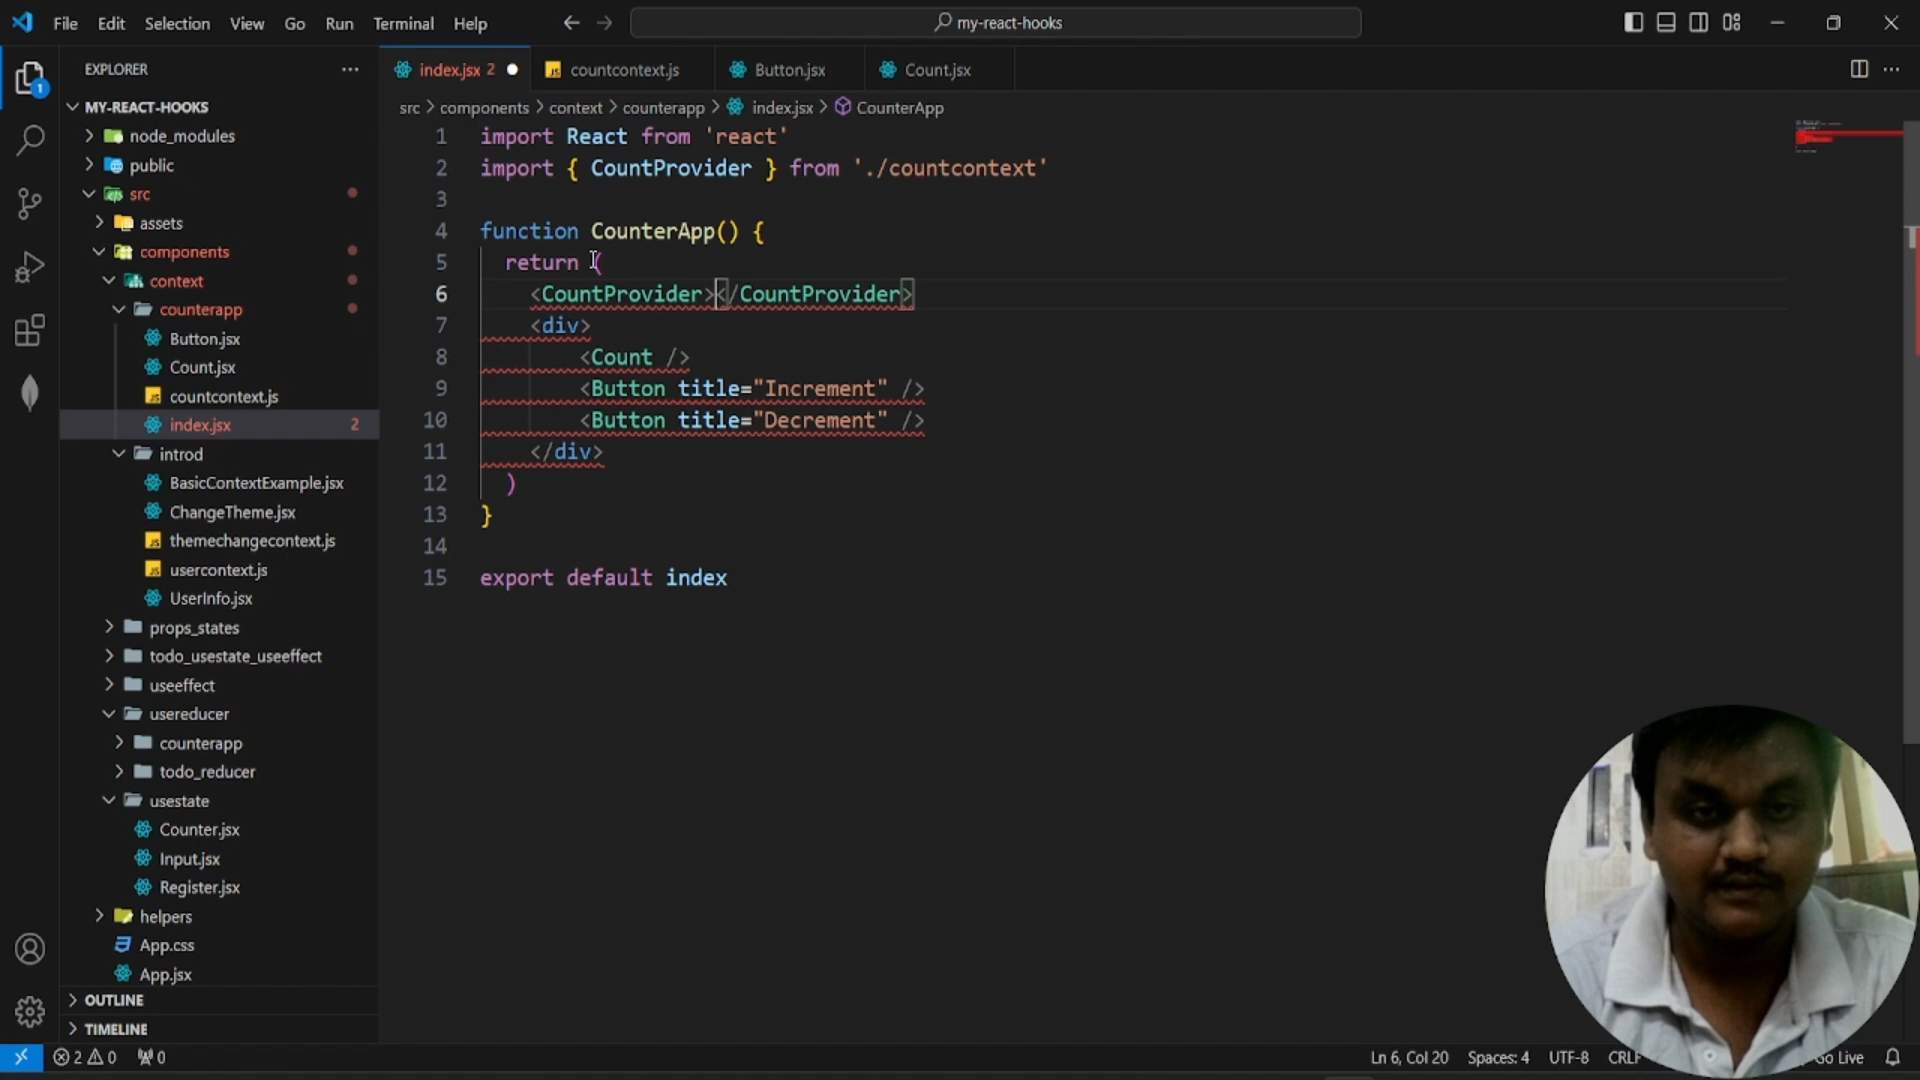 File Edit Selection View Go Run Terminal Help my-react-hooks
EXPLORER
MY-REACT-HOOKS
node_modules
public
src
assets
components
context
counterapp
Button.jsx
Count.jsx
countcontext.js
index.jsx 2
introd
BasicContextExample.jsx
ChangeTheme.jsx
themechangecontext.js
usercontext.js
UserInfo.jsx
props_states
todo_usestate_useeffect
useeffect
usereducer
counterapp
todo_reducer
usestate
Counter.jsx
Input.jsx
Register.jsx
helpers
App.css
App.jsx
OUTLINE
TIMELINE
1
index.jsx 2 countcontext.js Button.jsx Count.jsx
src > components > context > counterapp > index.jsx > CounterApp
1 import React from 'react'
2 import { CountProvider } from './countcontext'
3
4 function CounterApp() {
5 return (
6 <CountProvider></CountProvider>
7 <div>
8 <Count />
9 <Button title="Increment" />
10 <Button title="Decrement" />
11 </div>
12 )
13 }
14
15 export default index
2 0 0 Ln 6, Col 20 Spaces: 4 UTF-8 CRLF Go Live